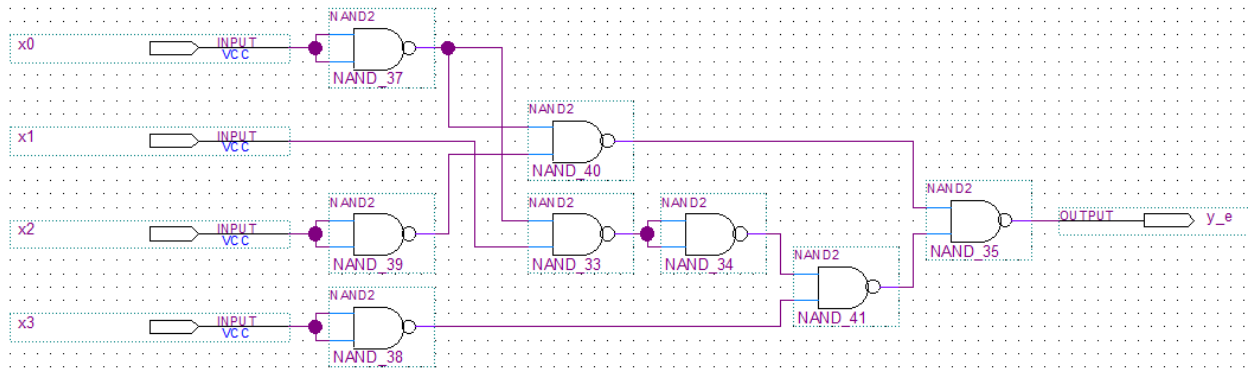 NAND2
x0
INPUT
VCC
NAND_37
NAND2
x1
INPUT
VCC
NAND_40
NAND2
OUTPUT
y_e
NAND_35
x2
INPUT
VCC
NAND2
NAND_39
NAND2
NAND_33
NAND2
NAND_34
NAND2
NAND_41
x3
INPUT
VCC
NAND2
NAND_38